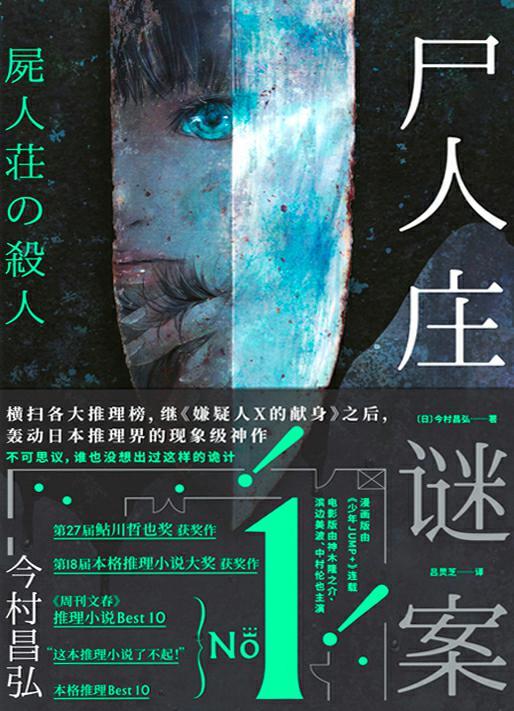 尸人庄
谜案
屍人荘の殺人
横扫各大推理榜，继《嫌疑人X的献身》之后，
轰动日本推理界的现象级神作
不可思议，谁也没想出过这样的诡计
〔日〕今村昌弘——著
吕灵芝——译
漫画版由
《少年JUMP+》连载
电影版由神木隆之介、
滨边美波、中村伦也主演
第27届鲇川哲也奖 获奖作
第18届本格推理小说大奖 获奖作
《周刊文春》
推理小说Best 10
“这本推理小说了不起！”
本格推理Best 10
No
1
今村昌弘